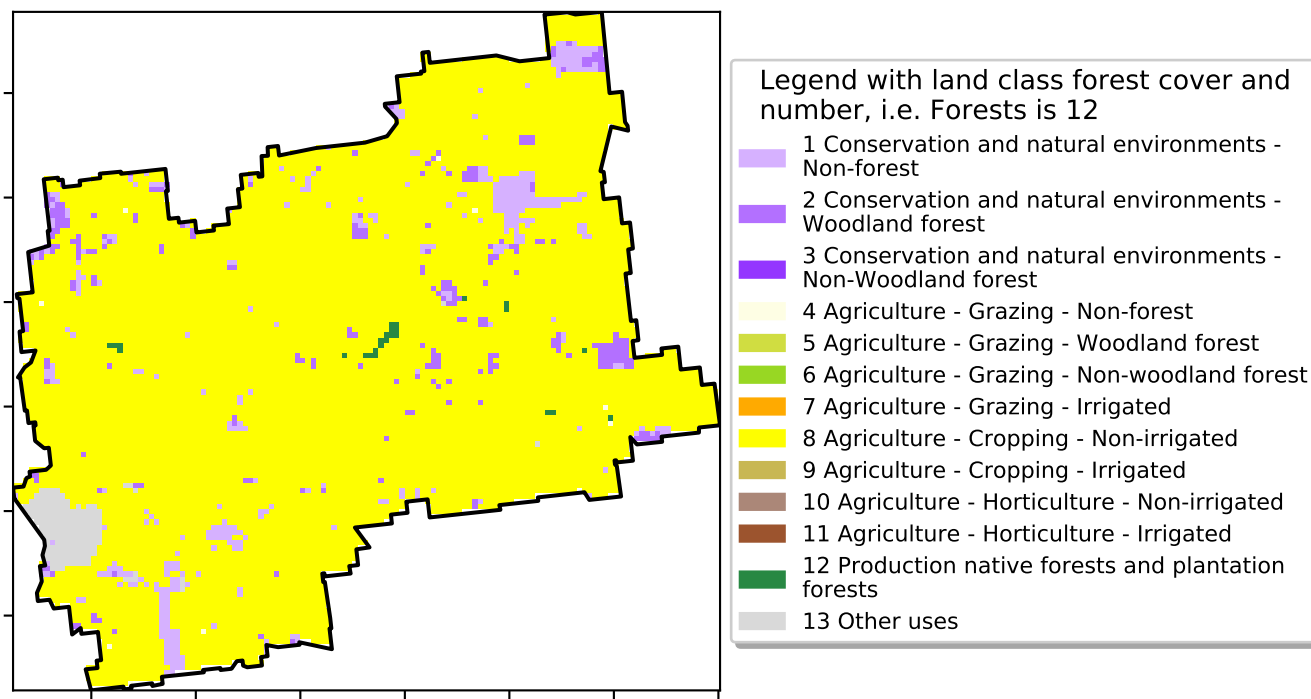 Legend with land class forest cover and
number, i.e. Forests is 12
1 Conservation and natural environments -
Non-forest
2 Conservation and natural environments -
Woodland forest
3 Conservation and natural environments -
Non-Woodland forest
4 Agriculture - Grazing - Non-forest
5 Agriculture - Grazing - Woodland forest
6 Agriculture - Grazing - Non-woodland forest
7 Agriculture - Grazing - Irrigated
8 Agriculture - Cropping - Non-irrigated
9 Agriculture - Cropping - Irrigated
10 Agriculture - Horticulture - Non-irrigated
11 Agriculture - Horticulture - Irrigated
12 Production native forests and plantation
forests
13 Other uses